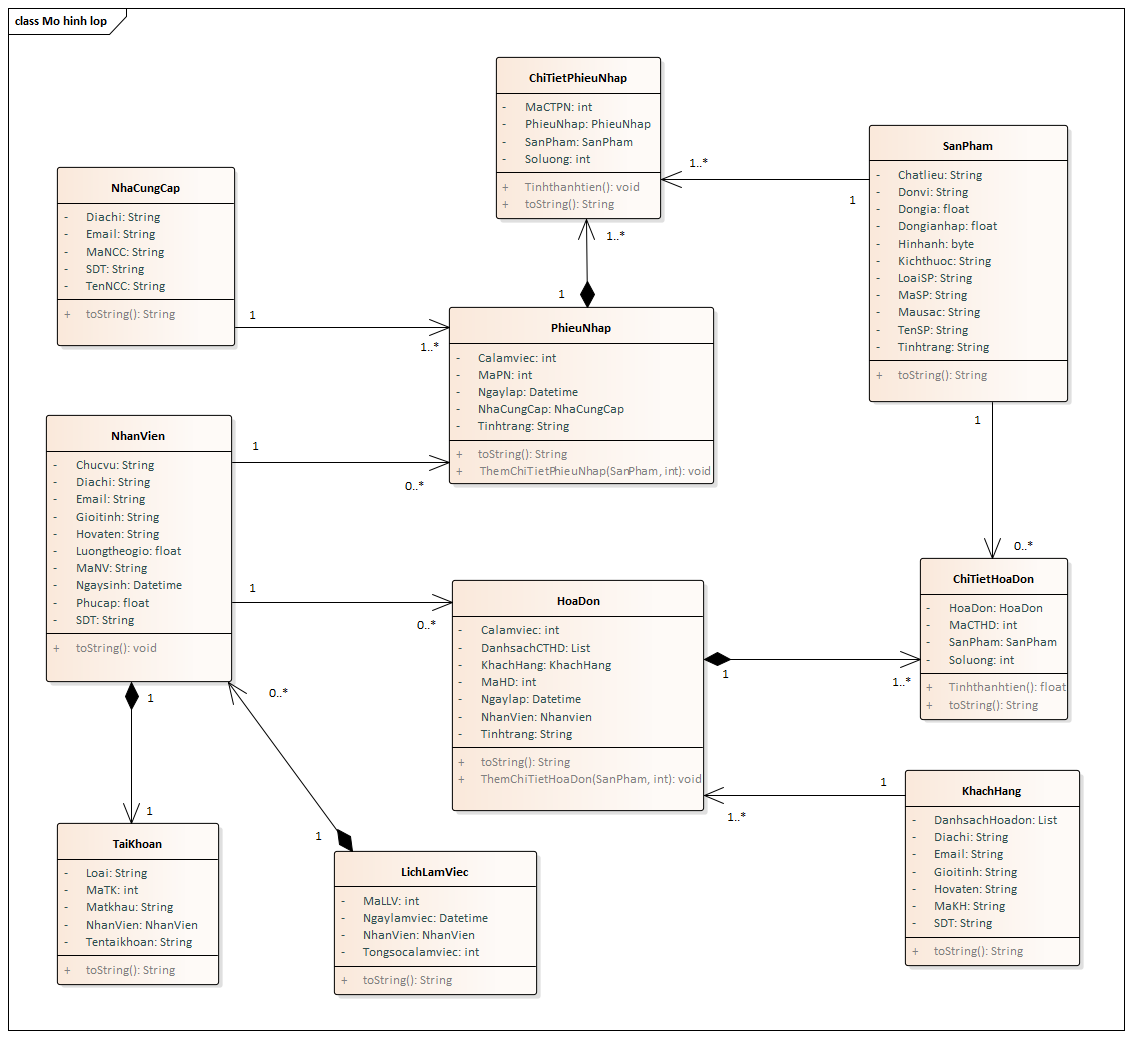 class Mo hinh lop
ChiTietPhieuNhap
- MaCTPN: int
- PhieuNhap: PhieuNhap
- SanPham: SanPham
- Soluong: int
+ Tinhthanhtien(): void
+ toString(): String
1..*
1
SanPham
- Chatlieu: String
- Donvi: String
- Dongia: float
- Dongianhap: float
- Hinhanh: byte
- Kichthuoc: String
- LoaiSP: String
- MaSP: String
- Mausac: String
- TenSP: String
- Tinhtrang: String
+ toString(): String
NhaCungCap
- Diachi: String
- Email: String
- MaNCC: String
- SDT: String
- TenNCC: String
+ toString(): String
1
1..*
1..*
1
PhieuNhap
- Calamviec: int
- MaPN: int
- Ngaylap: Datetime
- NhaCungCap: NhaCungCap
- Tinhtrang: String
+ toString(): String
+ ThemChiTietPhieuNhap(SanPham, int): void
NhanVien
- Chucvu: String
- Diachi: String
- Email: String
- Gioitinh: String
- Hovaten: String
- Luongtheogio: float
- MaNV: String
- Ngaysinh: Datetime
- Phucap: float
- SDT: String
+ toString(): void
1
0..*
1
0..*
1
0..*
HoaDon
- Calamviec: int
- DanhsachCTHD: List
- KhachHang: KhachHang
- MaHD: int
- Ngaylap: Datetime
- NhanVien: Nhanvien
- Tinhtrang: String
+ toString(): String
+ ThemChiTietHoaDon(SanPham, int): void
1
1..*
ChiTietHoaDon
- HoaDon: HoaDon
- MaCTHD: int
- SanPham: SanPham
- Soluong: int
+ Tinhthanhtien(): float
+ toString(): String
1
1..*
KhachHang
- DanhsachHoadon: List
- Diachi: String
- Email: String
- Gioitinh: String
- Hovaten: String
- MaKH: String
- SDT: String
+ toString(): String
1
1
TaiKhoan
- Loai: String
- MaTK: int
- Matkhau: String
- NhanVien: NhanVien
- Tentaikhoan: String
+ toString(): String
0..*
1
LichLamViec
- MaLLV: int
- Ngaylamviec: Datetime
- NhanVien: NhanVien
- Tongsocalamviec: int
+ toString(): String